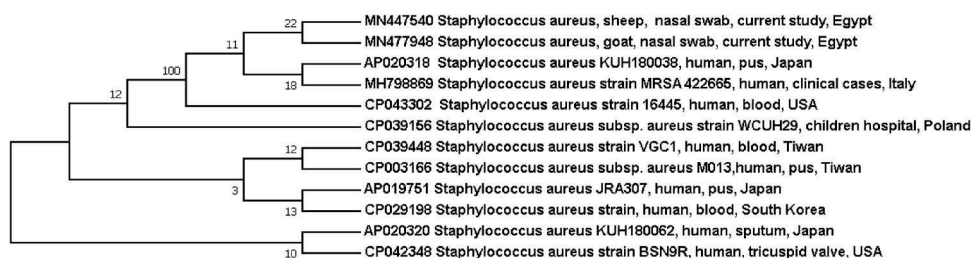 22 MN447540 Staphylococcus aureus, sheep, nasal swab, current study, Egypt
11 MN477948 Staphylococcus aureus, goat, nasal swab, current study, Egypt
AP020318 Staphylococcus aureus KUH180038, human, pus, Japan
100 18 MH798869 Staphylococcus aureus strain MRSA 422665, human, clinical cases, Italy
12 CP043302 Staphylococcus aureus strain 16445, human, blood, USA
CP039156 Staphylococcus aureus subsp. aureus strain WCUH29, children hospital, Poland
12 CP039448 Staphylococcus aureus strain VGC1, human, blood, Tiwan
CP003166 Staphylococcus aureus subsp. aureus M013,human, pus, Tiwan
3 AP019751 Staphylococcus aureus JRA307, human, pus, Japan
13 CP029198 Staphylococcus aureus strain, human, blood, South Korea
AP020320 Staphylococcus aureus KUH180062, human, sputum, Japan
10 CP042348 Staphylococcus aureus strain BSN9R, human, tricuspid valve, USA